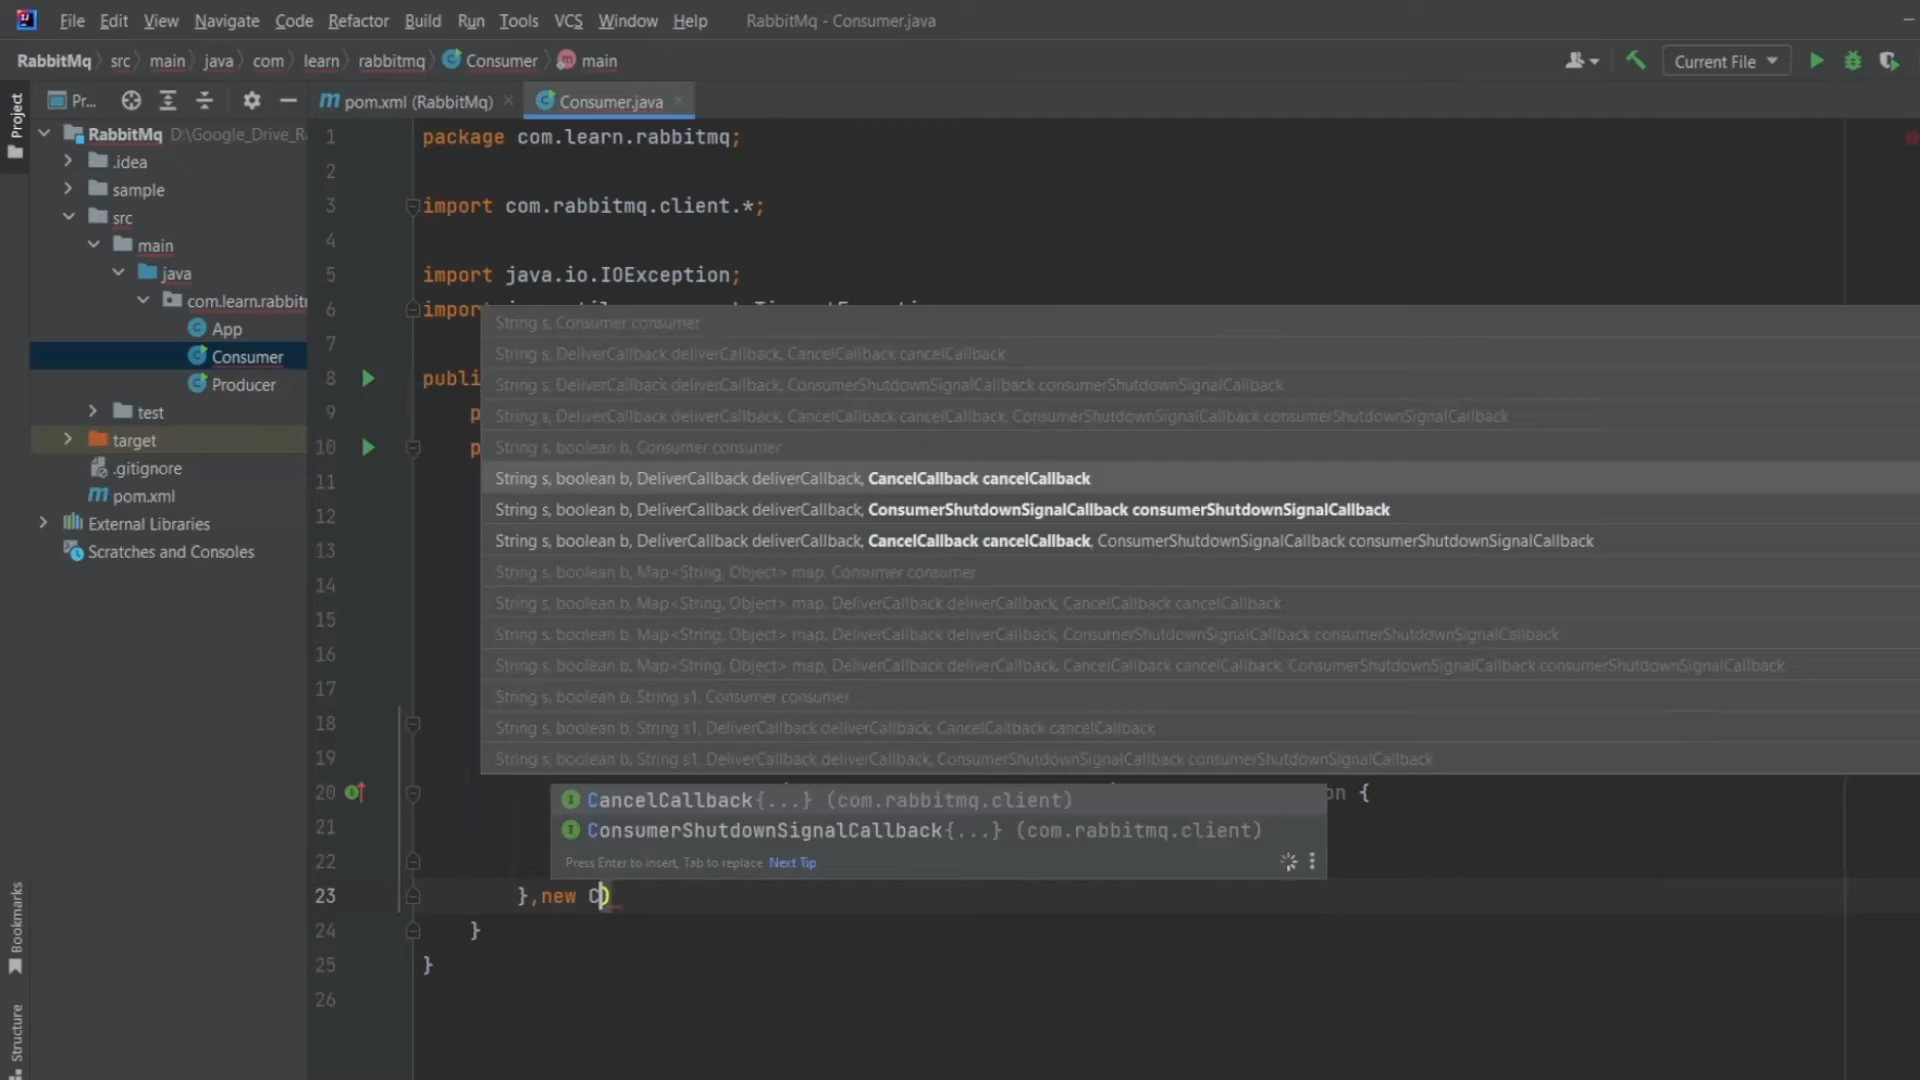 File Edit View Navigate Code Refactor Build Run Tools VCS Window Help RabbitMq - Consumer.java
RabbitMq src main java com learn rabbitmq Consumer main Current File
Project
Pr... pom.xml (RabbitMq) Consumer.java
RabbitMq D:\Google_Drive_R
.idea
sample
src
main
java
com.learn.rabbit
App
Consumer
Producer
test
target
.gitignore
pom.xml
External Libraries
Scratches and Consoles
Bookmarks
Structure
1 package com.learn.rabbitmq;
2
3 import com.rabbitmq.client.*;
4
5 import java.io.IOException;
6 import
7
8 publi
9 p
10 p
11
12
13
14
15
16
17
18
19
20 on {
21
22
23 },new C)
24 }
25 }
26
String s, Consumer consumer
String s, DeliverCallback deliverCallback, CancelCallback cancelCallback
String s, DeliverCallback deliverCallback, ConsumerShutdownSignalCallback consumerShutdownSignalCallback
String s, DeliverCallback deliverCallback, CancelCallback cancelCallback, ConsumerShutdownSignalCallback consumerShutdownSignalCallback
String s, boolean b, Consumer consumer
String s, boolean b, DeliverCallback deliverCallback, CancelCallback cancelCallback
String s, boolean b, DeliverCallback deliverCallback, ConsumerShutdownSignalCallback consumerShutdownSignalCallback
String s, boolean b, DeliverCallback deliverCallback, CancelCallback cancelCallback, ConsumerShutdownSignalCallback consumerShutdownSignalCallback
String s, boolean b, Map<String, Object> map, Consumer consumer
String s, boolean b, Map<String, Object> map, DeliverCallback deliverCallback, CancelCallback cancelCallback
String s, boolean b, Map<String, Object> map, DeliverCallback deliverCallback, ConsumerShutdownSignalCallback consumerShutdownSignalCallback
String s, boolean b, Map<String, Object> map, DeliverCallback deliverCallback, CancelCallback cancelCallback, ConsumerShutdownSignalCallback consumerShutdownSignalCallback
String s, boolean b, String s1, Consumer consumer
String s, boolean b, String s1, DeliverCallback deliverCallback, CancelCallback cancelCallback
String s, boolean b, String s1, DeliverCallback deliverCallback, ConsumerShutdownSignalCallback consumerShutdownSignalCallback
CancelCallback{...} (com.rabbitmq.client)
ConsumerShutdownSignalCallback{...} (com.rabbitmq.client)
Press Enter to insert, Tab to replace Next Tip